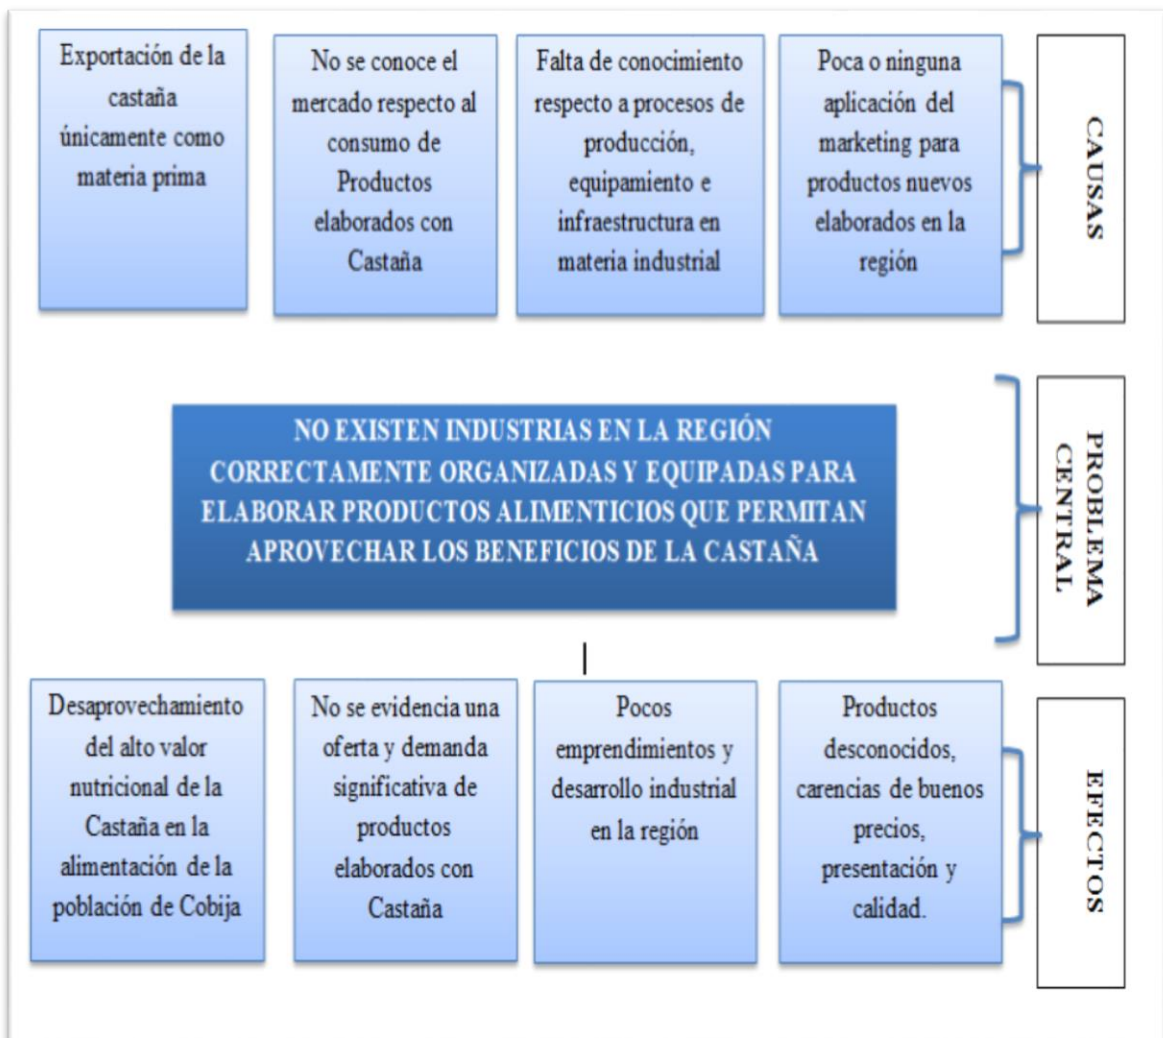 Exportación de la
castaña
únicamente como
materia prima
No se conoce el
mercado respecto al
consumo de
Productos
elaborados con
Castaña
Falta de conocimiento
respecto a procesos de
producción,
equipamiento e
infraestructura en
materia industrial
Poca o ninguna
aplicación del
marketing para
productos nuevos
elaborados en la
región
CAUSAS
NO EXISTEN INDUSTRIAS EN LA REGIÓN
CORRECTAMENTE ORGANIZADAS Y EQUIPADAS PARA
ELABORAR PRODUCTOS ALIMENTICIOS QUE PERMITAN
APROVECHAR LOS BENEFICIOS DE LA CASTAÑA
PROBLEMA
CENTRAL
Desaprovechamiento
del alto valor
nutricional de la
Castaña en la
alimentación de la
población de Cobija
No se evidencia una
oferta y demanda
significativa de
productos
elaborados con
Castaña
Pocos
emprendimientos y
desarrollo industrial
en la región
Productos
desconocidos,
carencias de buenos
precios,
presentación y
calidad.
EFECTOS